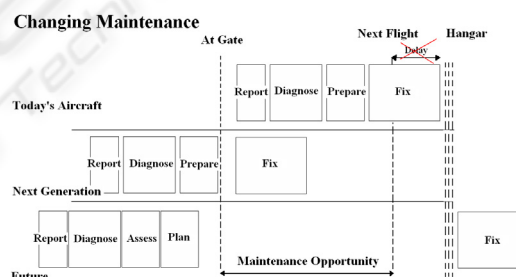 Changing Maintenance
At Gate
Next Flight
Hangar
Delay
Report Diagnose Prepare Fix
Today's Aircraft
Report Diagnose Prepare Fix
Next Generation
Report Diagnose Assess Plan Fix
Maintenance Opportunity
Future